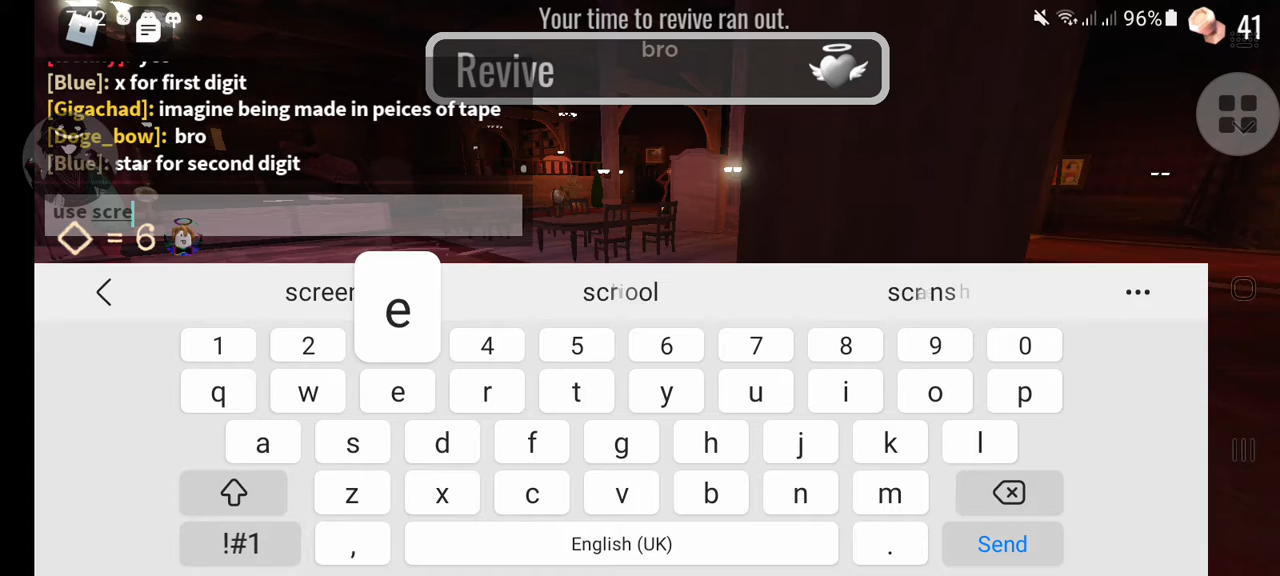 7:42
Your time to revive ran out.
96%
41
bro
Revive
[Blue]: x for first digit
[Gigachad]: imagine being made in peices of tape
[Doge_bow]: bro
[Blue]: star for second digit
use scre
= 6
e
school
1 2 4 5 6 7 8 9 0
q w e r t y u i o p
a s d f g h j k l
z x c v b n m
!#1 , English (UK) . Send